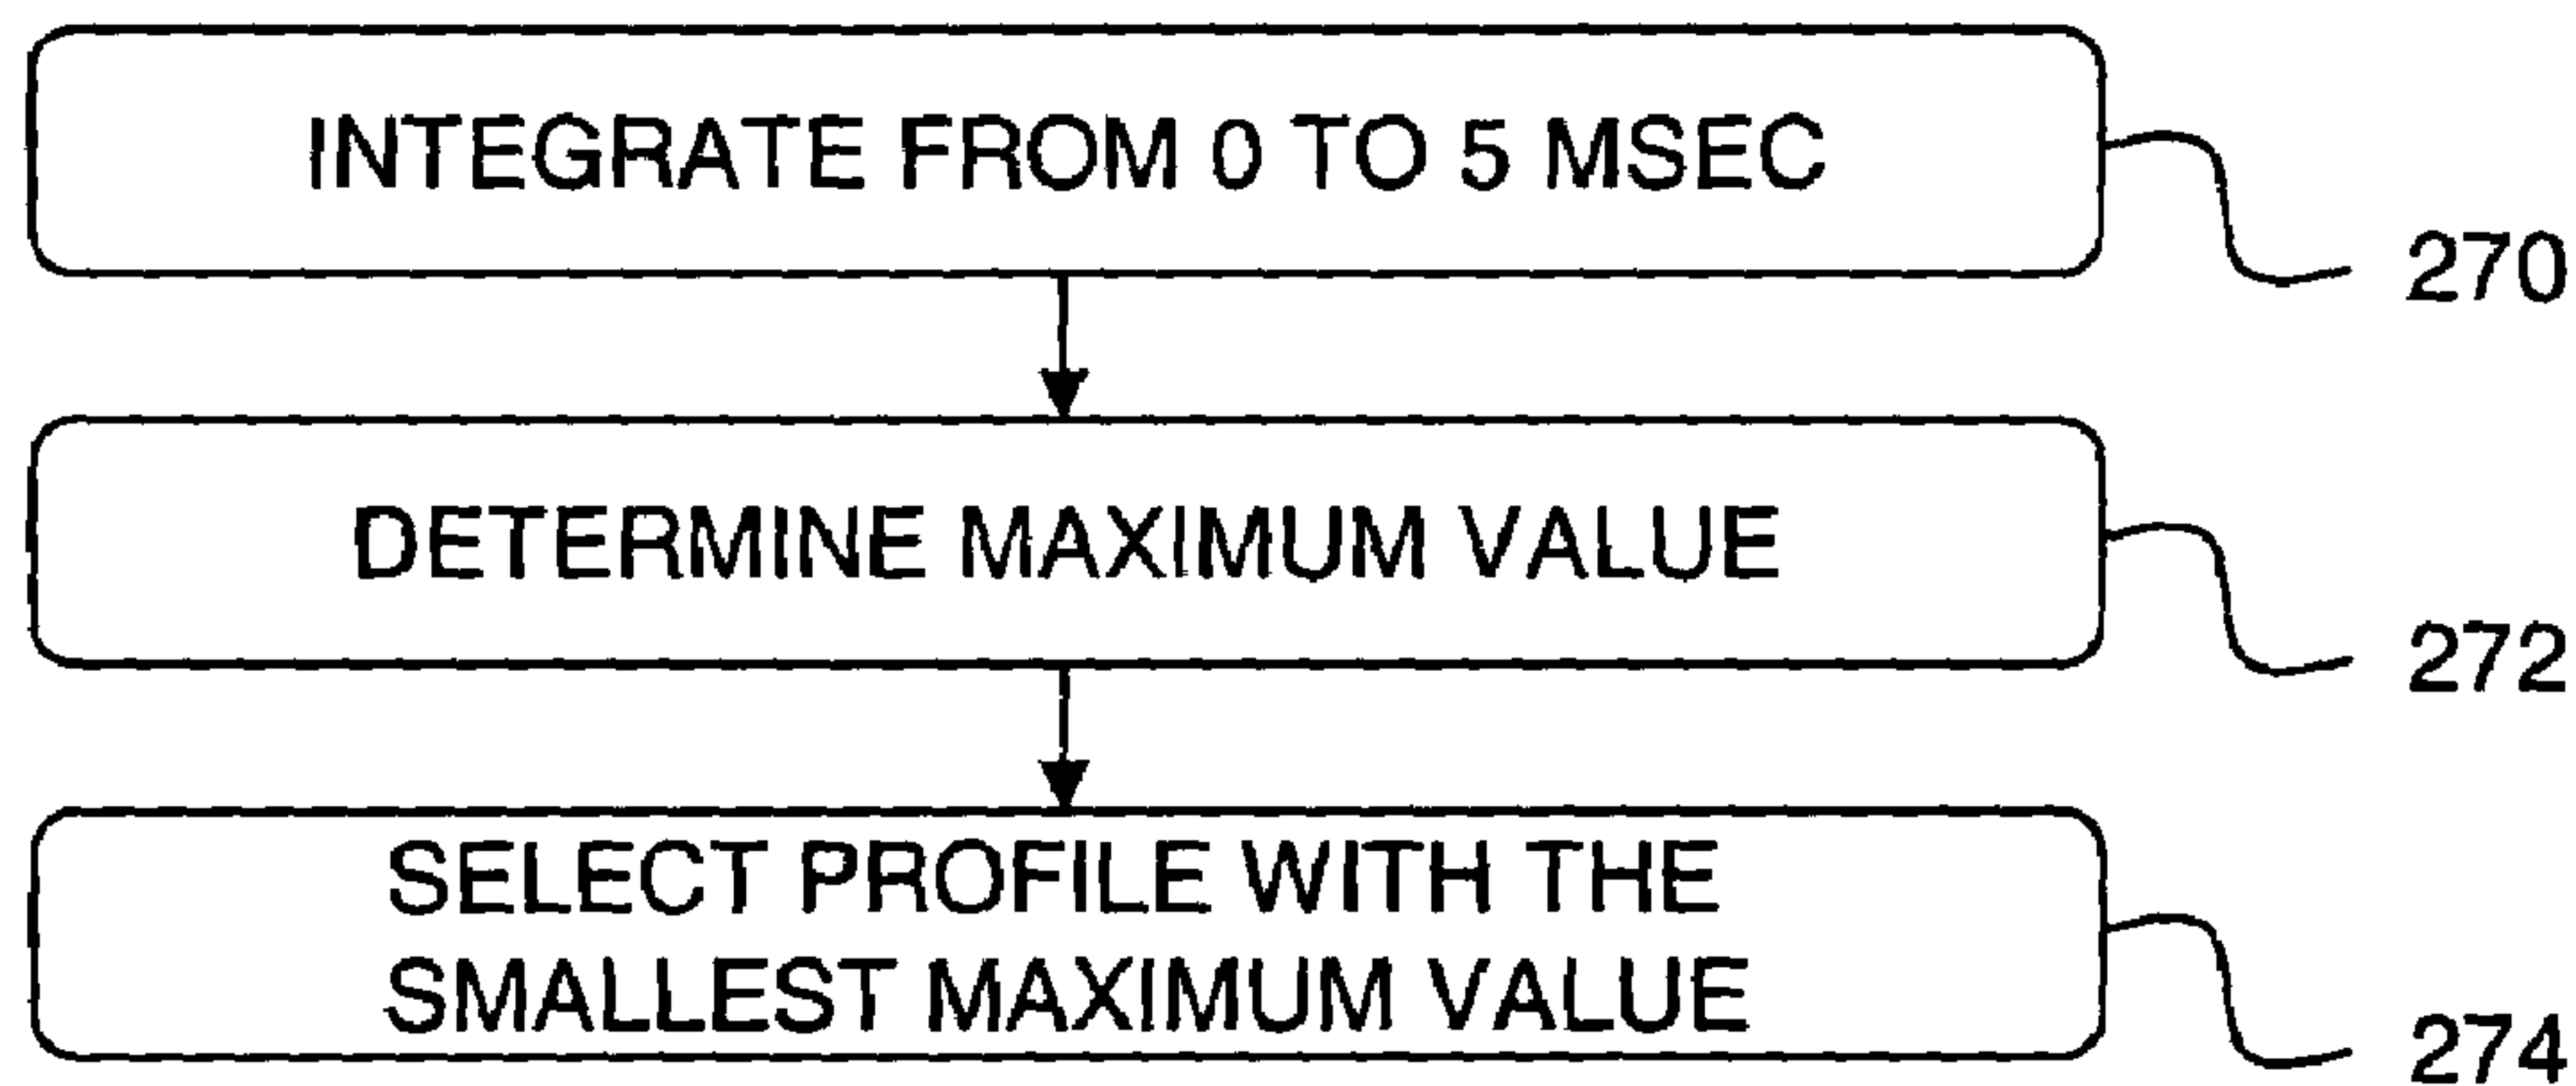 INTEGRATE FROM 0 TO 5 MSEC
270
DETERMINE MAXIMUM VALUE
272
SELECT PROFILE WITH THE
SMALLEST MAXIMUM VALUE
274